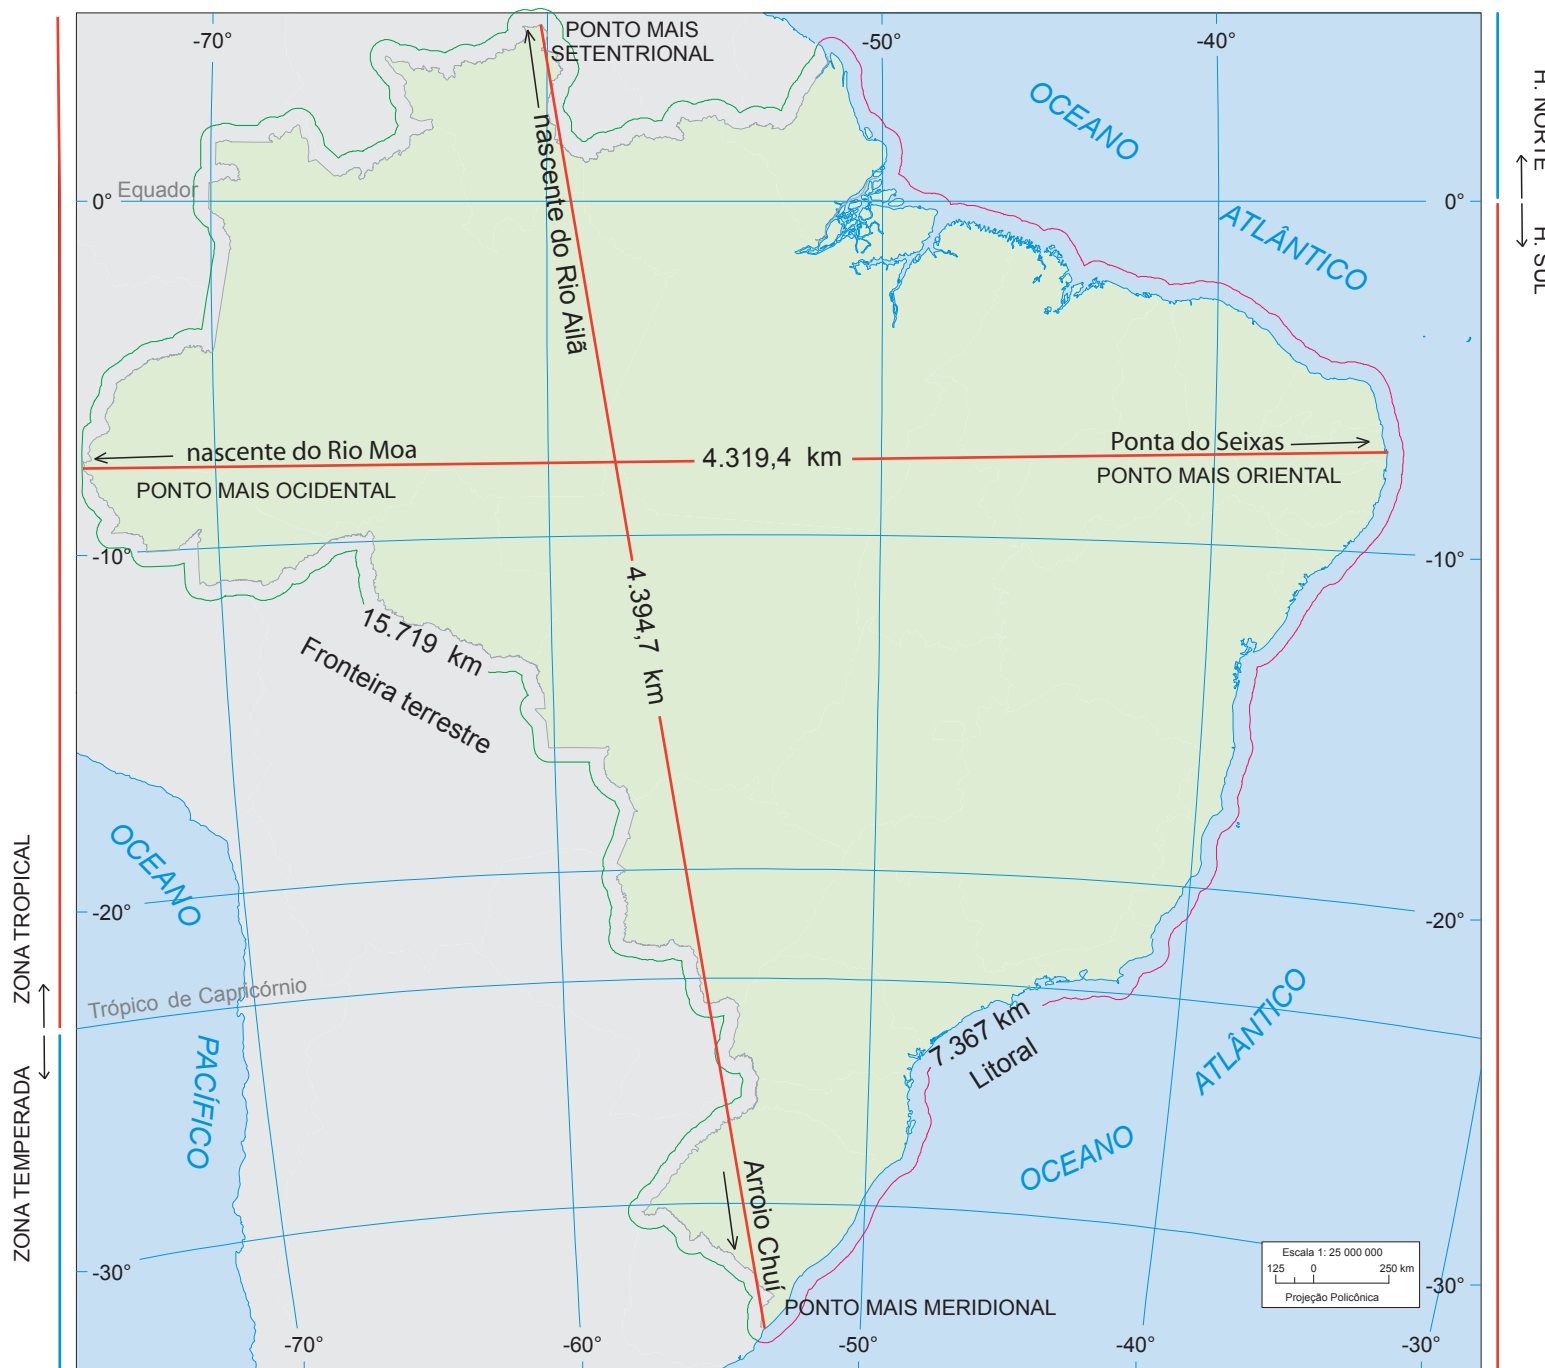 -70°
PONTO MAIS
SETENTRIONAL
-50°
-40°
OCEANO
ATLÂNTICO
H. NORTE
H. SUL
Equador
0°
0°
nascente do Rio Ailã
nascente do Rio Moa
PONTO MAIS OCIDENTAL
4.319,4 km
Ponta do Seixas
PONTO MAIS ORIENTAL
-10°
-10°
4.394,7 km
15.719 km
Fronteira terrestre
OCEANO
PACÍFICO
ZONA TROPICAL
ZONA TEMPERADA
-20°
-20°
Trópico de Capricórnio
7.367 km
Litoral
OCEANO
ATLÂNTICO
Arroio Chuí
PONTO MAIS MERIDIONAL
-30°
-30°
Escala 1: 25 000 000
125 0 250 km
Projeção Policônica
-70°
-60°
-50°
-40°
-30°